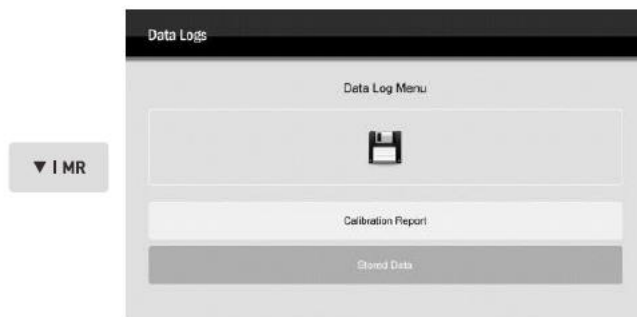 Data Logs
Data Log Menu
▼ I MR
Calibration Report
Stored Data